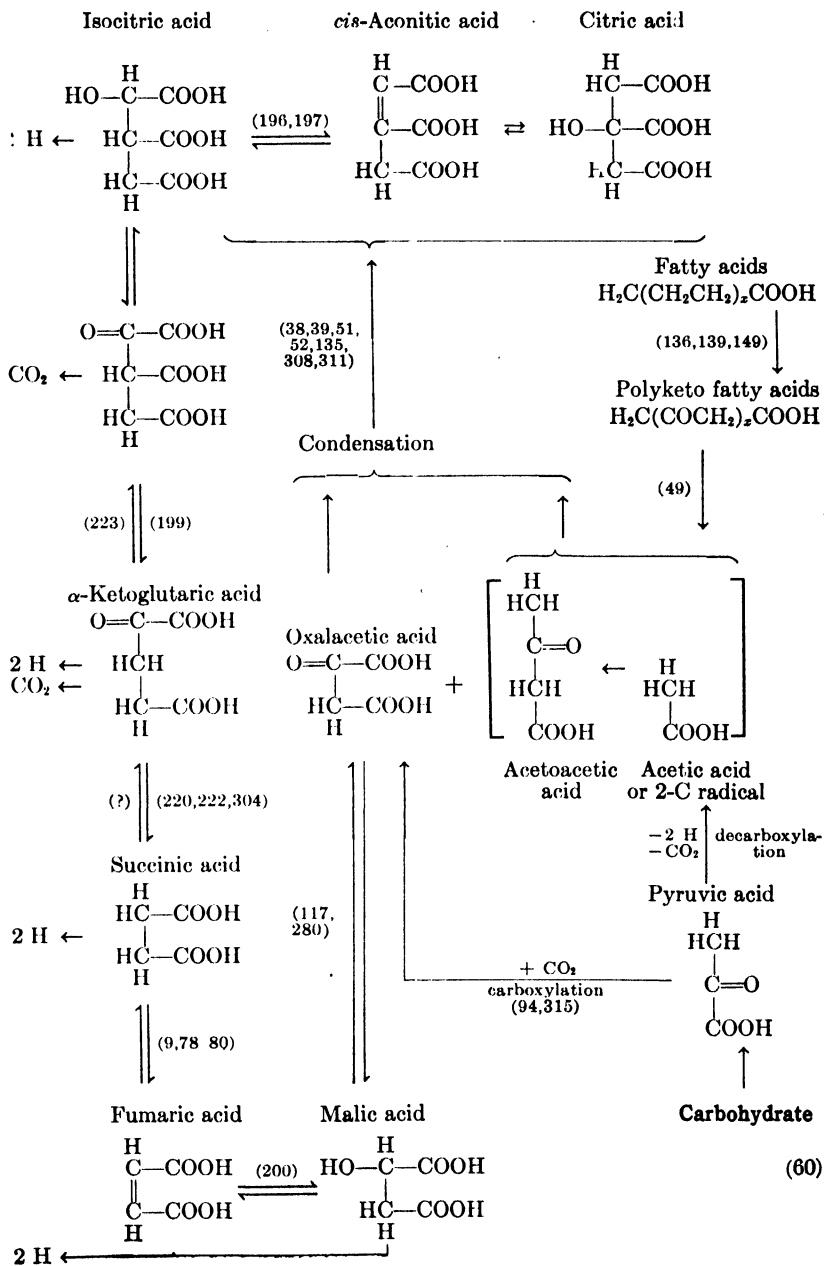 Isocitric acid cis-Aconitic acid Citric acid
H
HO—C—COOH
HC—COOH
HC—COOH
H
H ←
(196,197)
H
C—COOH
C—COOH
HC—COOH
H
⇄
H
HC—COOH
HO—C—COOH
C—COOH
H
O=C—COOH
HC—COOH
HC—COOH
H
CO₂ ←
(38,39,51,
52,135,
308,311)
Condensation
Fatty acids
H₂C(CH₂CH₂)ₓCOOH
(136,139,149)
Polyketo fatty acids
H₂C(COCH₂)ₓCOOH
(49)
(223) (199)
α-Ketoglutaric acid
O=C—COOH
HCH
HC—COOH
H
2 H ←
CO₂ ←
Oxalacetic acid
O=C—COOH
HC—COOH
H
+
H
HCH
C=O
HCH
COOH
←
H
HCH
COOH
Acetoacetic
acid
Acetic acid
or 2-C radical
(?) (220,222,304)
−2 H decarboxyla-
−CO₂ tion
Succinic acid
H
HC—COOH
HC—COOH
H
2 H ←
(117,
280)
Pyruvic acid
H
HCH
C=O
COOH
+ CO₂
carboxylation
(94,315)
(9,78 80)
Fumaric acid Malic acid Carbohydrate
H
C—COOH
C—COOH
H
(200)
H
HO—C—COOH
HC—COOH
H
(60)
2 H ←